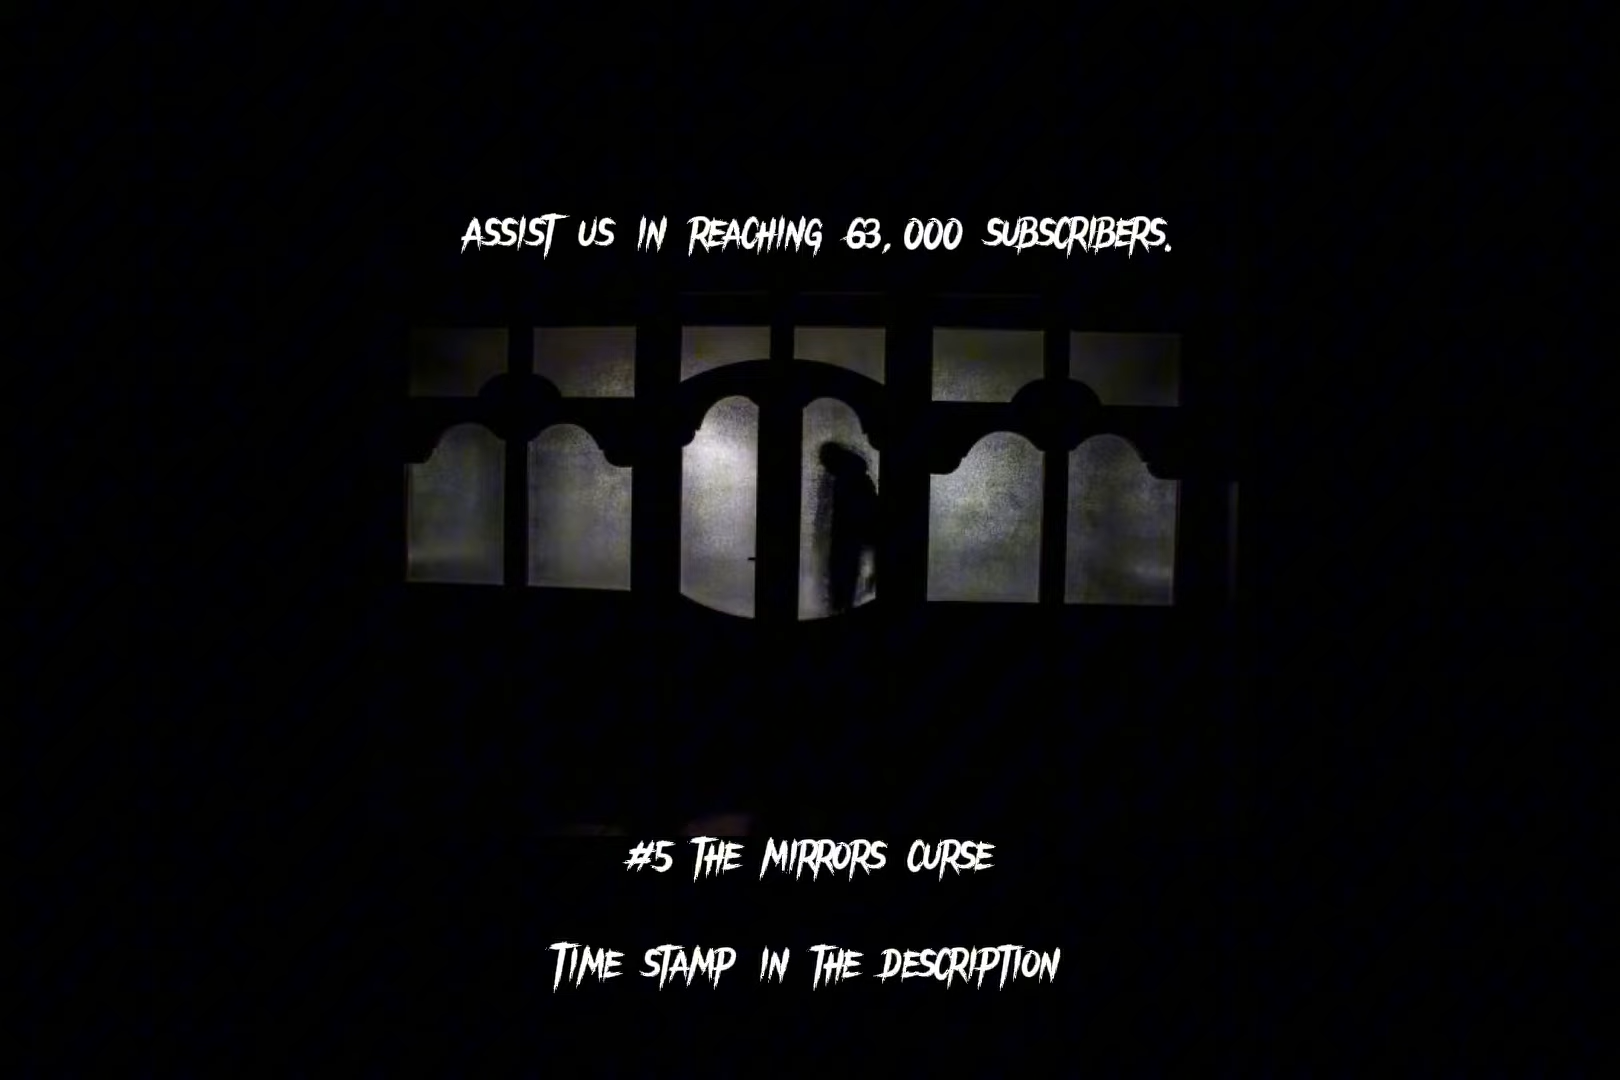 ASSIST US IN REACHING 63,000 SUBSCRIBERS.
#5 THE MIRRORS CURSE
TIME STAMP IN THE DESCRIPTION